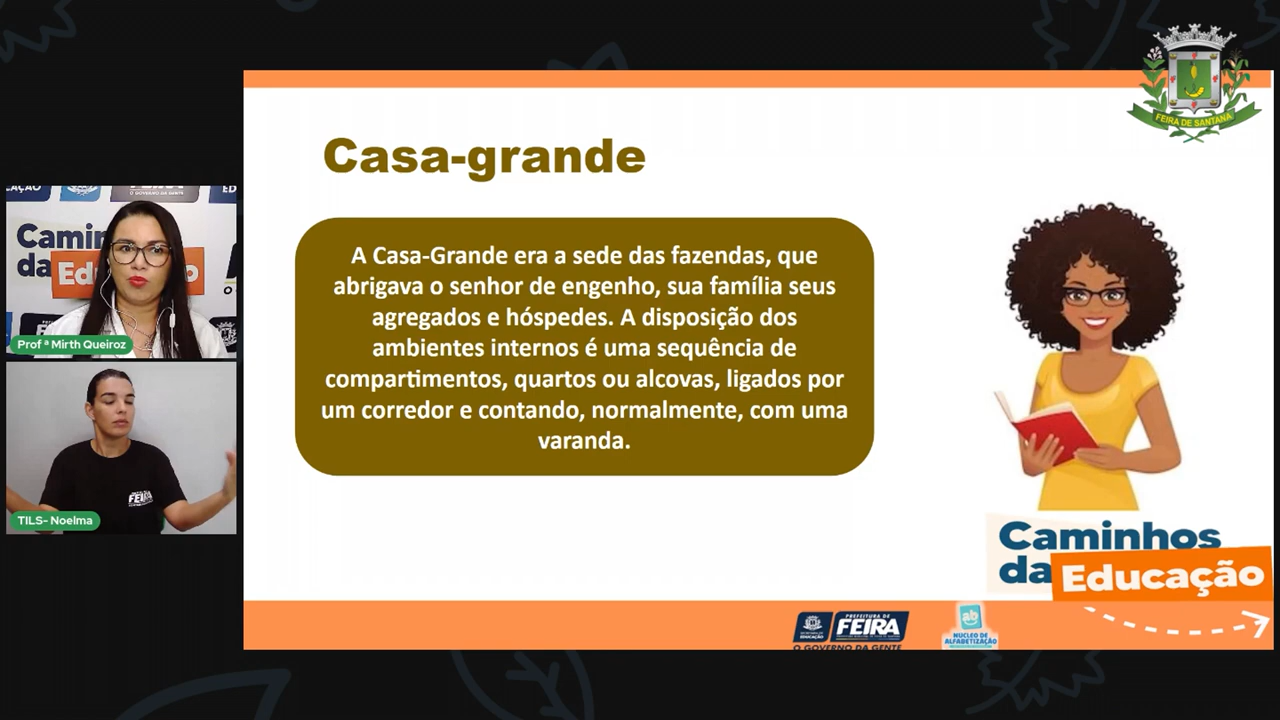 FEIRA DE SANTANA
Casa-grande
A Casa-Grande era a sede das fazendas, que
abrigava o senhor de engenho, sua família seus
agregados e hóspedes. A disposição dos
ambientes internos é uma sequência de
compartimentos, quartos ou alcovas, ligados por
um corredor e contando, normalmente, com uma
varanda.
Prof ª Mirth Queiroz
TILS- Noelma
FEIRA
Caminhos
da Educação
PREFEITURA DE
FEIRA
O GOVERNO DA GENTE
ab
NÚCLEO DE
ALFABETIZAÇÃO